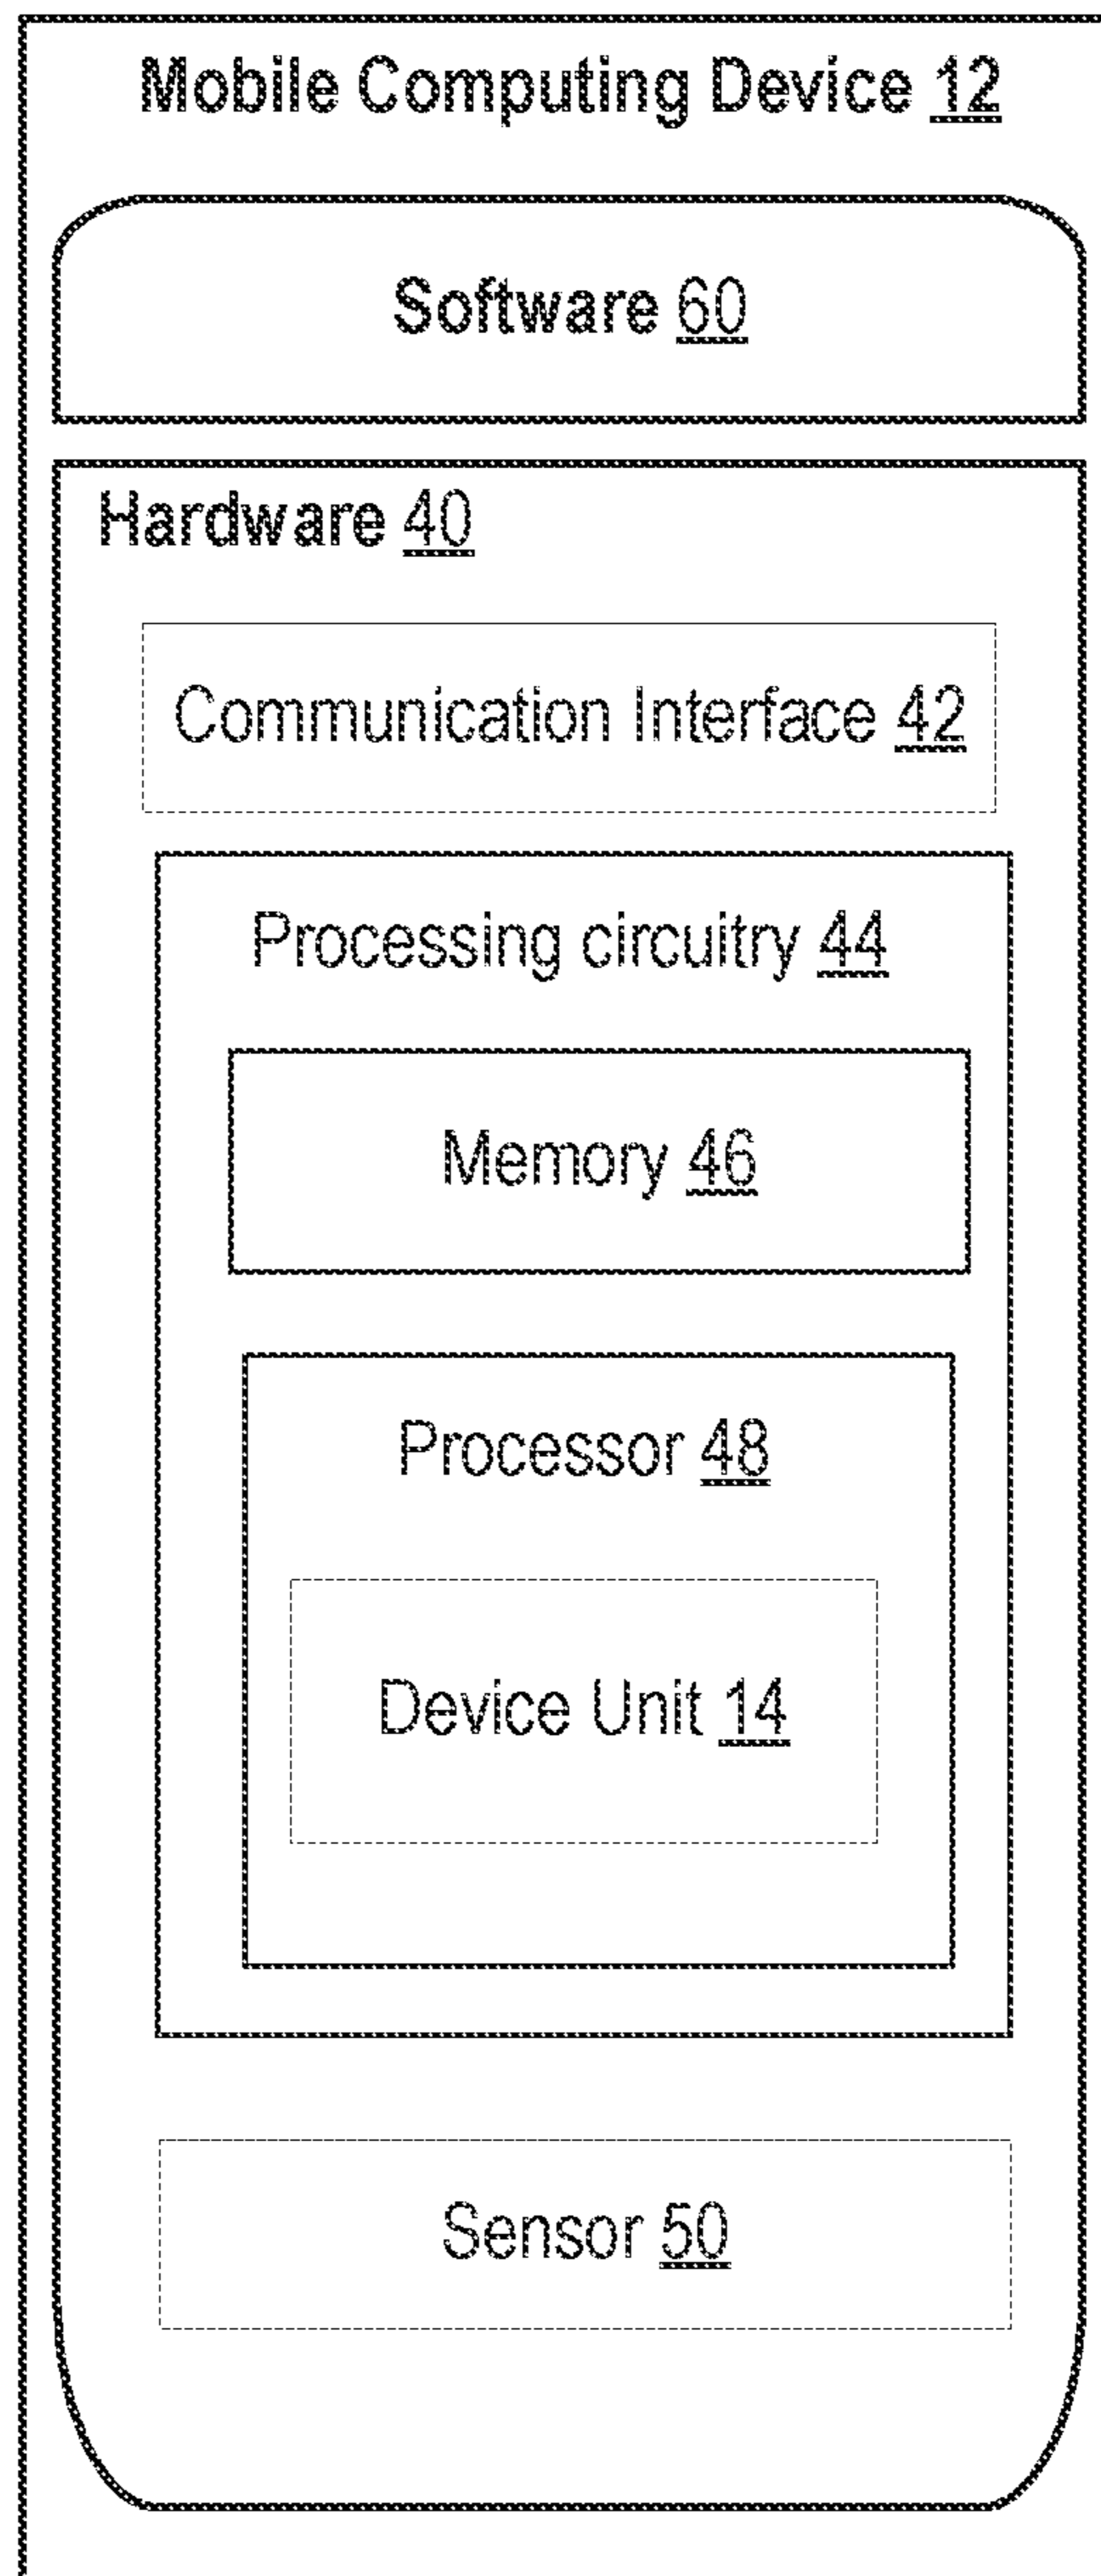 Mobile Computing Device 12
Software 60
Hardware 40
Communication Interface 42
Processing circuitry 44
Memory 46
Processor 48
Device Unit 14
Sensor 50